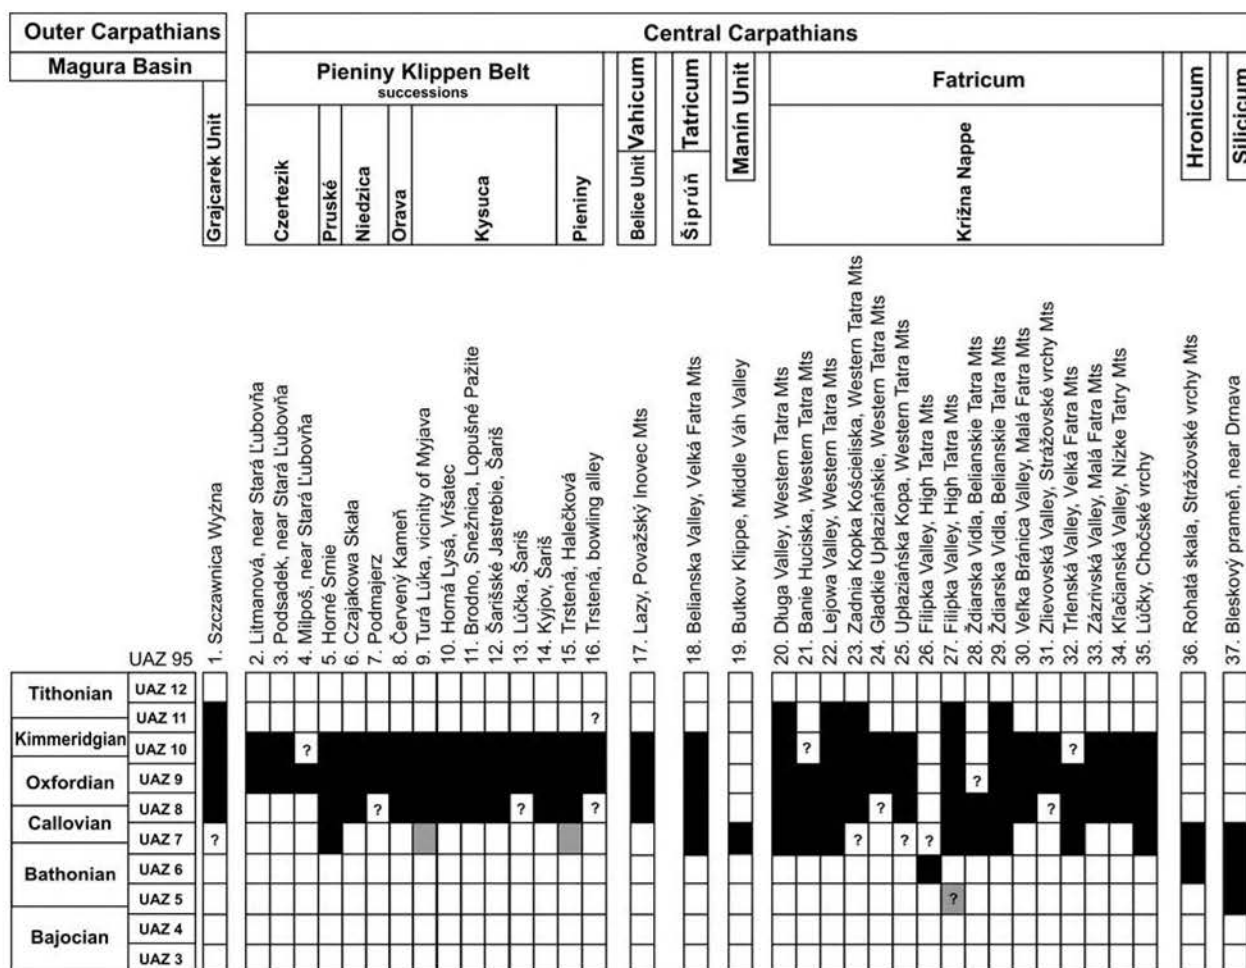 Outer Carpathians
Central Carpathians
Magura Basin
Pieniny Klippen Belt
successions
Grajcarek Unit
Czertezik
Pruské
Niedzica
Orava
Kysuca
Pieniny
Vahicum
Belice Unit
Tatricum
Šiprúň
Manín Unit
Fatricum
Krížna Nappe
Hronicum
Silicicum
UAZ 95
1. Szczawnica Wyżna
2. Litmanová, near Stará Ľubovňa
3. Podsadek, near Stará Ľubovňa
4. Milpoš, near Stará Ľubovňa
5. Horné Srnie
6. Czajakowa Skała
7. Podmajerz
8. Červený Kameň
9. Turá Lúka, vicinity of Myjava
10. Horná Lysá, Vršatec
11. Brodno, Snežnica, Lopušné Pažite
12. Šarišské Jastrebie, Šariš
13. Lúčka, Šariš
14. Kyjov, Šariš
15. Trstená, Halečková
16. Trstená, bowling alley
17. Lazy, Považský Inovec Mts
18. Belianska Valley, Velká Fatra Mts
19. Butkov Klippe, Middle Váh Valley
20. Długa Valley, Western Tatra Mts
21. Banie Huciska, Western Tatra Mts
22. Lejowa Valley, Western Tatra Mts
23. Zadnia Kopka Kościeliska, Western Tatra Mts
24. Gładkie Upłaziańskie, Western Tatra Mts
25. Upłaziańska Kopa, Western Tatra Mts
26. Filipka Valley, High Tatra Mts
27. Filipka Valley, High Tatra Mts
28. Ždiarska Vidla, Belianskie Tatra Mts
29. Ždiarska Vidla, Belianskie Tatra Mts
30. Veľka Bránica Valley, Malá Fatra Mts
31. Zlievovská Valley, Strážovské vrchy Mts
32. Trlenská Valley, Velká Fatra Mts
33. Zázrivská Valley, Malá Fatra Mts
34. Kľačianská Valley, Nízke Tatry Mts
35. Lúčky, Chočské vrchy
36. Rohatá skala, Strážovské vrchy Mts
37. Bleskový prameň, near Drnava
Tithonian
UAZ 12
UAZ 11
?
Kimmeridgian
UAZ 10
? ? ?
Oxfordian
UAZ 9
?
UAZ 8
? ? ? ? ?
Callovian
UAZ 7
? ? ? ?
Bathonian
UAZ 6
UAZ 5
?
Bajocian
UAZ 4
UAZ 3